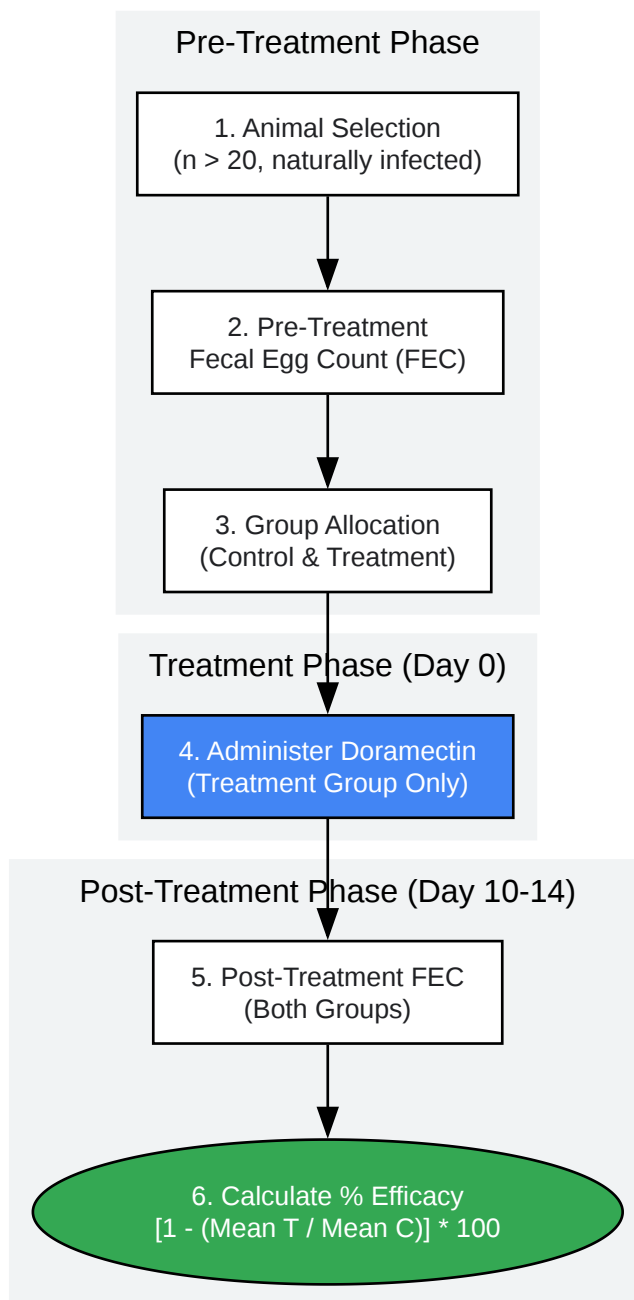 Pre-Treatment Phase
1. Animal Selection
(n > 20, naturally infected)
2. Pre-Treatment
Fecal Egg Count (FEC)
3. Group Allocation
(Control & Treatment)
Treatment Phase (Day 0)
4. Administer Doramectin
(Treatment Group Only)
Post-Treatment Phase (Day 10-14)
5. Post-Treatment FEC
(Both Groups)
6. Calculate % Efficacy
[1 - (Mean T / Mean C)] * 100